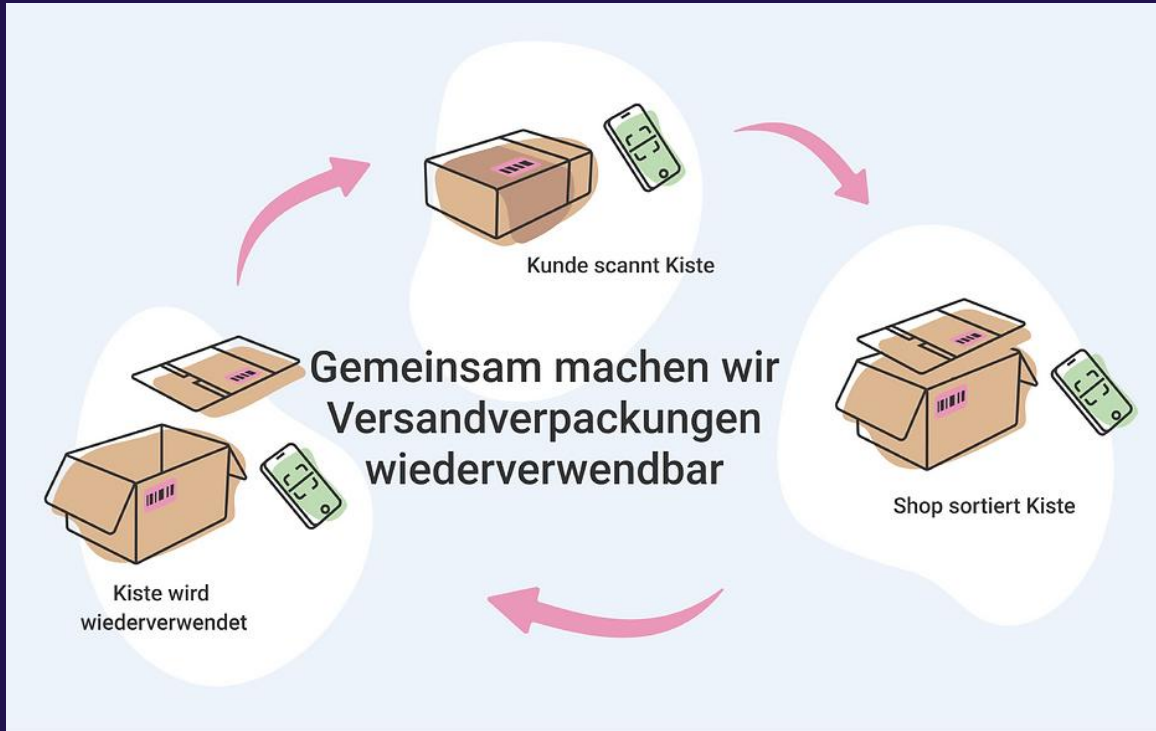 Kunde scannt Kiste
Gemeinsam machen wir
Versandverpackungen
wiederverwendbar
Shop sortiert Kiste
Kiste wird
wiederverwendet